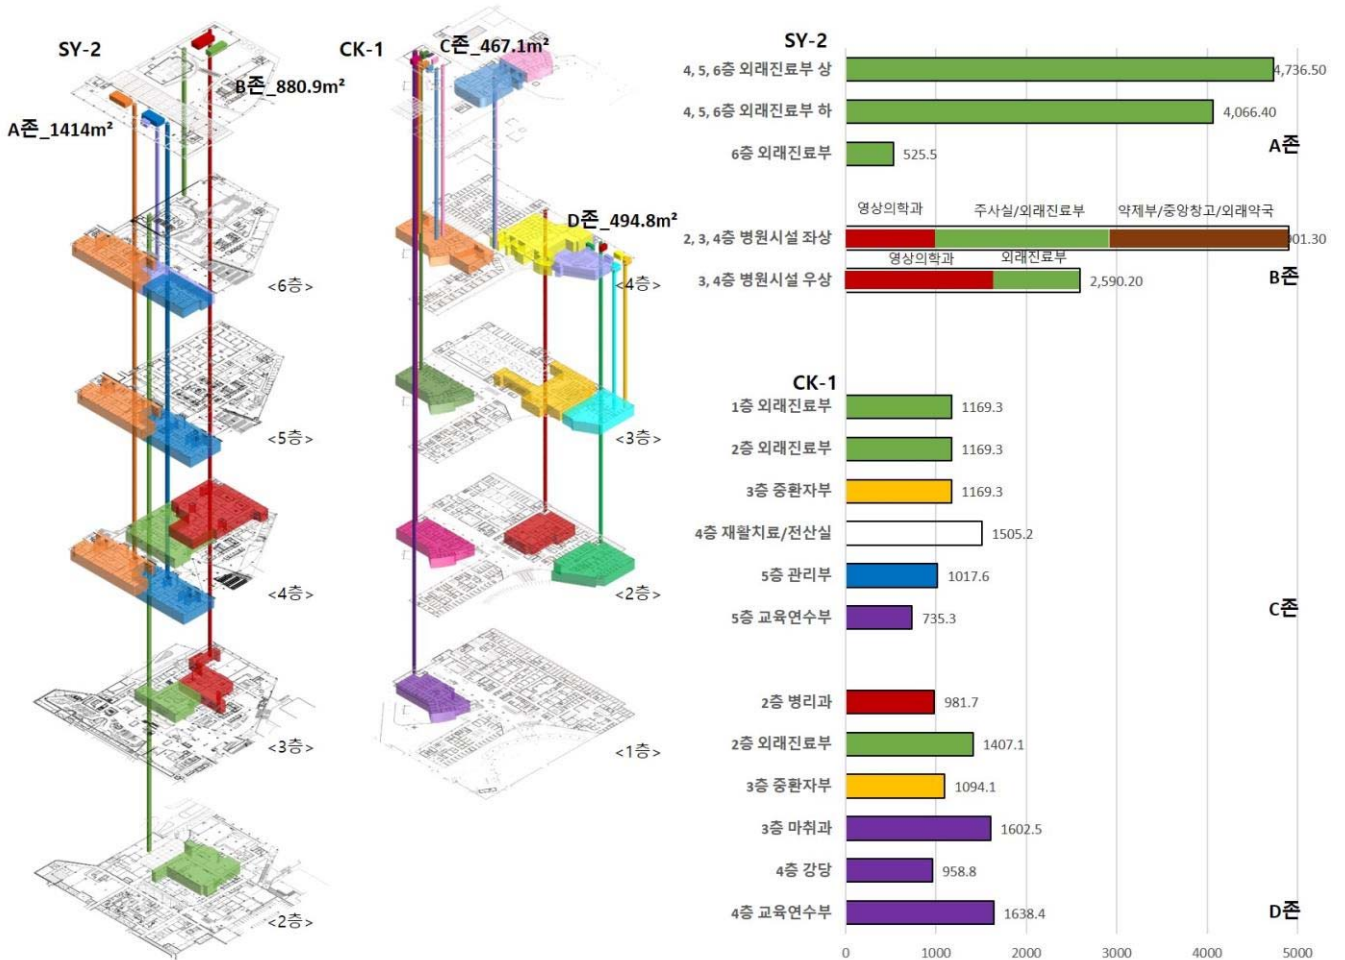 SY-2
B존_880.9m²
A존_1414m²
<6층>
<5층>
<4층>
<3층>
<2층>
CK-1
C존_467.1m²
D존_494.8m²
<4층>
<3층>
<2층>
<1층>
SY-2
4, 5, 6층 외래진료부 상 4,736.50
4,5,6층 외래진료부 하 4,066.40
6층 외래진료부 525.5
A존
영상의학과 주사실/외래진료부 약제부/중앙창고/외래약국
2, 3, 4층 병원시설 좌상 01.30
영상의학과 외래진료부
3, 4층 병원시설 우상 2,590.20
B존
CK-1
1층 외래진료부 1169.3
2층 외래진료부 1169.3
3층 중환자부 1169.3
4층 재활치료/전산실 1505.2
5층 관리부 1017.6
5층 교육연수부 735.3
C존
2층 병리과 981.7
2층 외래진료부 1407.1
3층 중환자부 1094.1
3층 마취과 1602.5
4층 강당 958.8
4층 교육연수부 1638.4
D존
0 1000 2000 3000 4000 5000